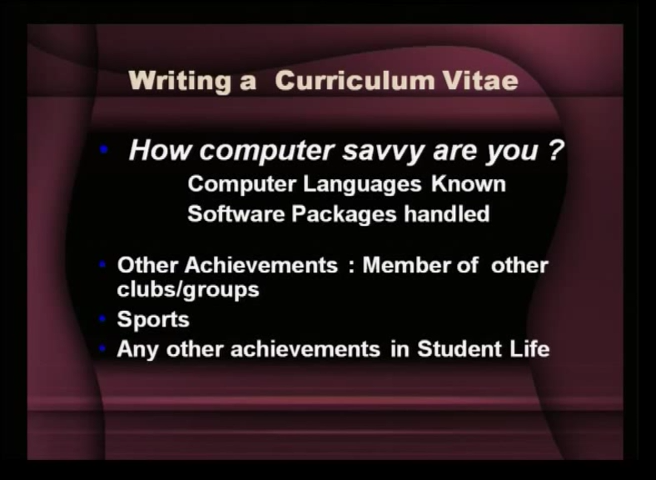 Writing a Curriculum Vitae
How computer savvy are you ?
Computer Languages Known
Software Packages handled
Other Achievements : Member of other
clubs/groups
Sports
Any other achievements in Student Life